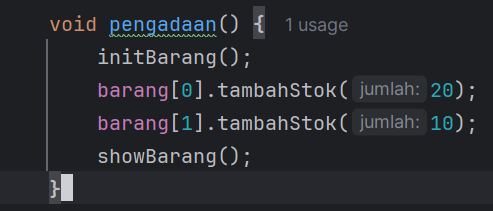 void pengadaan() { 1 usage
initBarang();
barang[0].tambahStok( jumlah: 20);
barang[1].tambahStok( jumlah: 10);
showBarang();
}